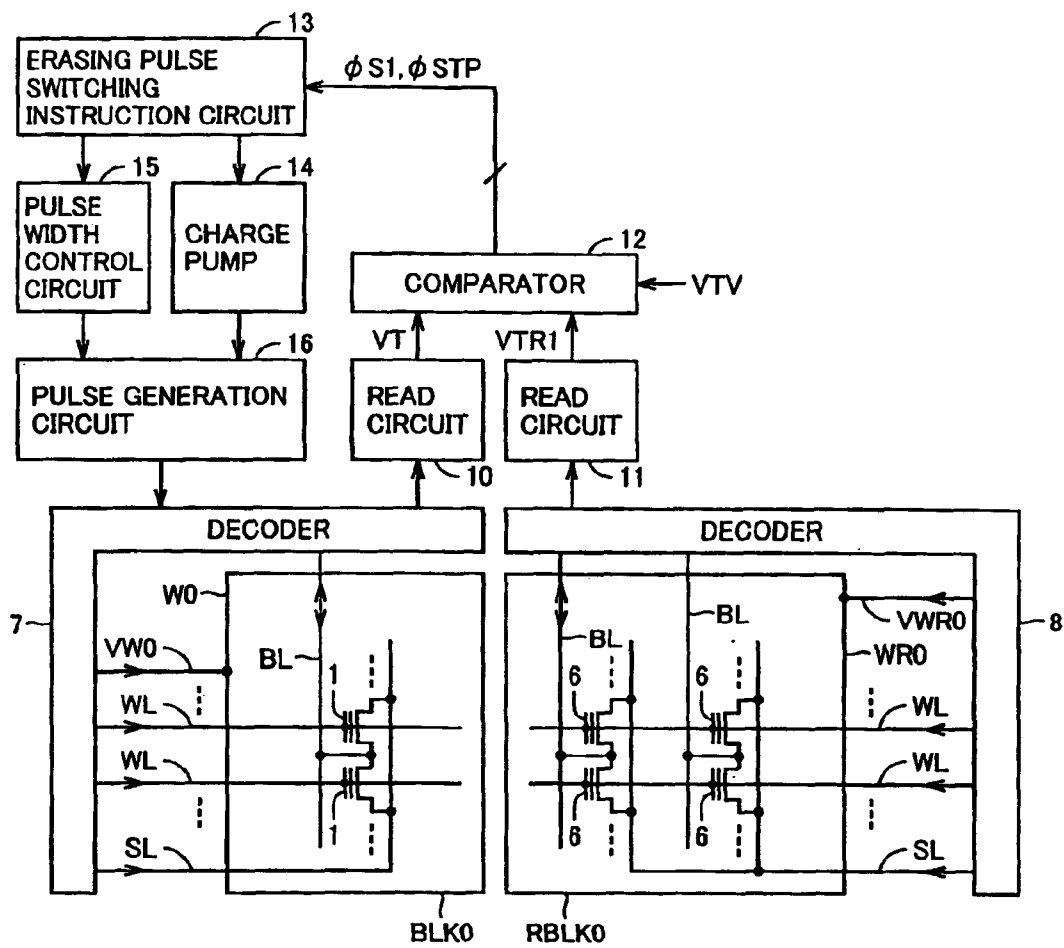 13
ERASING PULSE
SWITCHING
INSTRUCTION CIRCUIT
φS1, φSTP
15
14
PULSE
WIDTH
CONTROL
CIRCUIT
CHARGE
PUMP
12
COMPARATOR
VTV
VT
VTR1
16
PULSE GENERATION
CIRCUIT
READ
CIRCUIT
READ
CIRCUIT
10
11
DECODER
DECODER
7
W0
VW0
BL
1
WL
WL
1
SL
BLK0
BL
BL
VWR0
WR0
8
6
6
WL
WL
6
6
SL
RBLK0